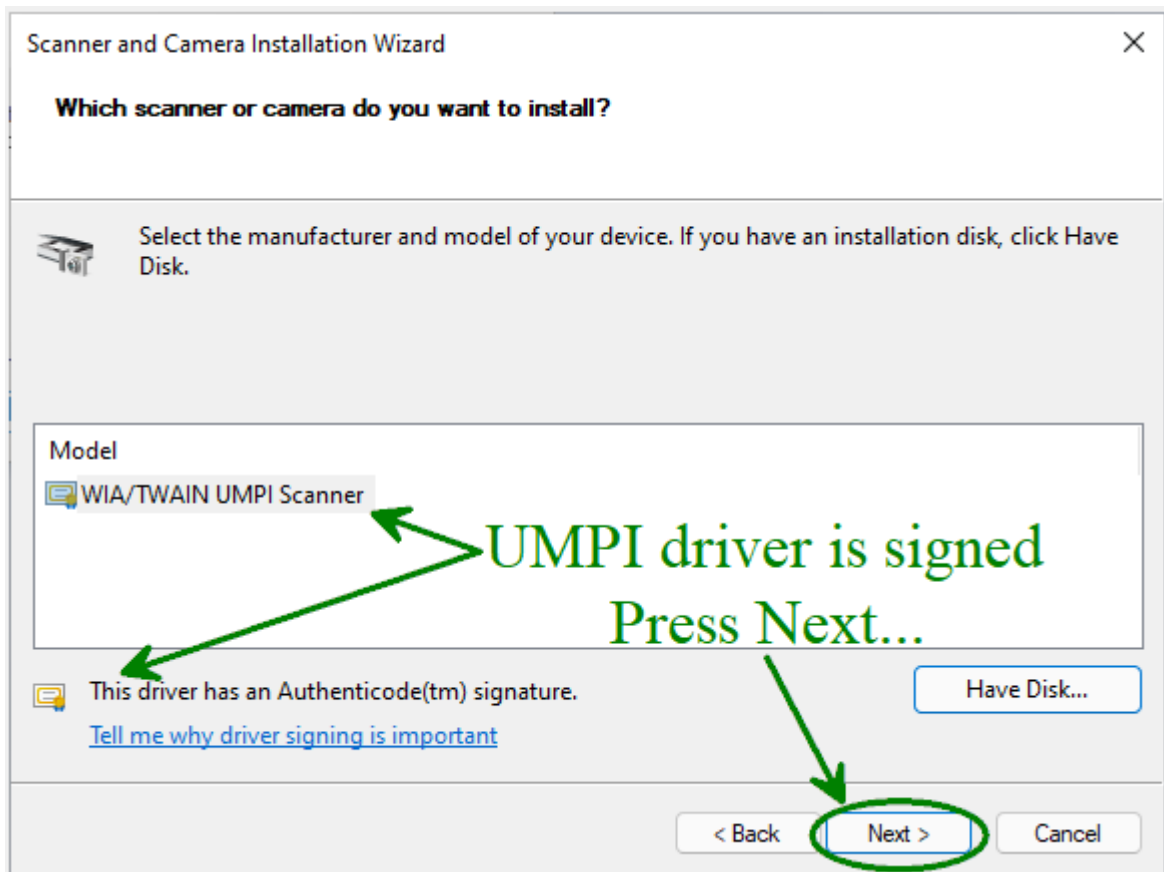 Scanner and Camera Installation Wizard
Which scanner or camera do you want to install?
Select the manufacturer and model of your device. If you have an installation disk, click Have
Disk.
Model
WIA/TWAIN UMPI Scanner
UMPI driver is signed
Press Next...
This driver has an Authenticode(tm) signature.
Have Disk...
Tell me why driver signing is important
< Back
Next >
Cancel